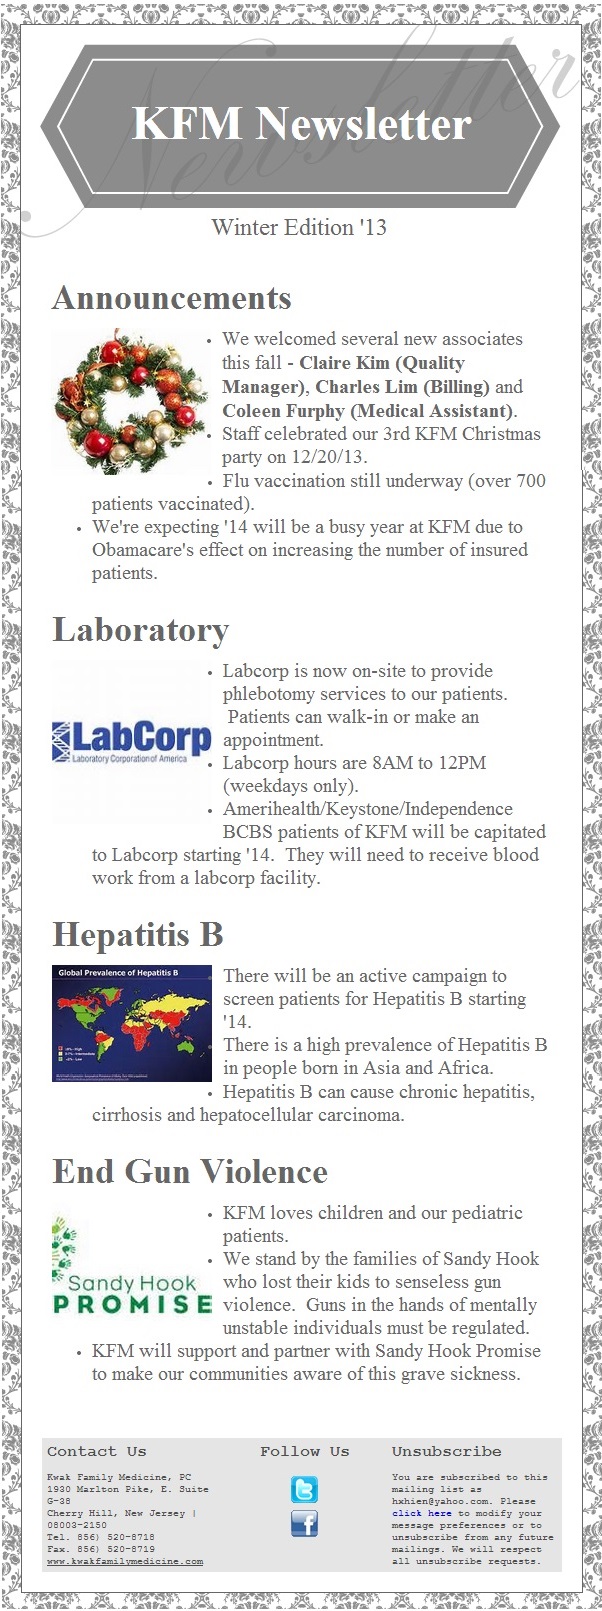 Newsletter
KFM Newsletter
Winter Edition '13
Announcements
We welcomed several new associates
this fall - Claire Kim (Quality
Manager), Charles Lim (Billing) and
Coleen Furphy (Medical Assistant).
Staff celebrated our 3rd KFM Christmas
party on 12/20/13.
Flu vaccination still underway (over 700
patients vaccinated).
We're expecting '14 will be a busy year at KFM due to
Obamacare's effect on increasing the number of insured
patients.
Laboratory
LabCorp
Laboratory Corporation of America
Labcorp is now on-site to provide
phlebotomy services to our patients.
Patients can walk-in or make an
appointment.
Labcorp hours are 8AM to 12PM
(weekdays only).
Amerihealth/Keystone/Independence
BCBS patients of KFM will be capitated
to Labcorp starting '14.  They will need to receive blood
work from a labcorp facility.
Hepatitis B
Global Prevalence of Hepatitis B
There will be an active campaign to
screen patients for Hepatitis B starting
'14.
There is a high prevalence of Hepatitis B
in people born in Asia and Africa.
Hepatitis B can cause chronic hepatitis,
cirrhosis and hepatocellular carcinoma.
End Gun Violence
Sandy Hook
PROMISE
KFM loves children and our pediatric
patients.
We stand by the families of Sandy Hook
who lost their kids to senseless gun
violence.  Guns in the hands of mentally
unstable individuals must be regulated.
KFM will support and partner with Sandy Hook Promise
to make our communities aware of this grave sickness.
Contact Us
Kwak Family Medicine, PC
1930 Marlton Pike, E. Suite
G-38
Cherry Hill, New Jersey |
08003-2150
Tel. 856) 520-8718
Fax. 856) 520-8719
www.kwakfamilymedicine.com
Follow Us
Unsubscribe
You are subscribed to this
mailing list as
hxhien@yahoo.com. Please
click here to modify your
message preferences or to
unsubscribe from any future
mailings. We will respect
all unsubscribe requests.